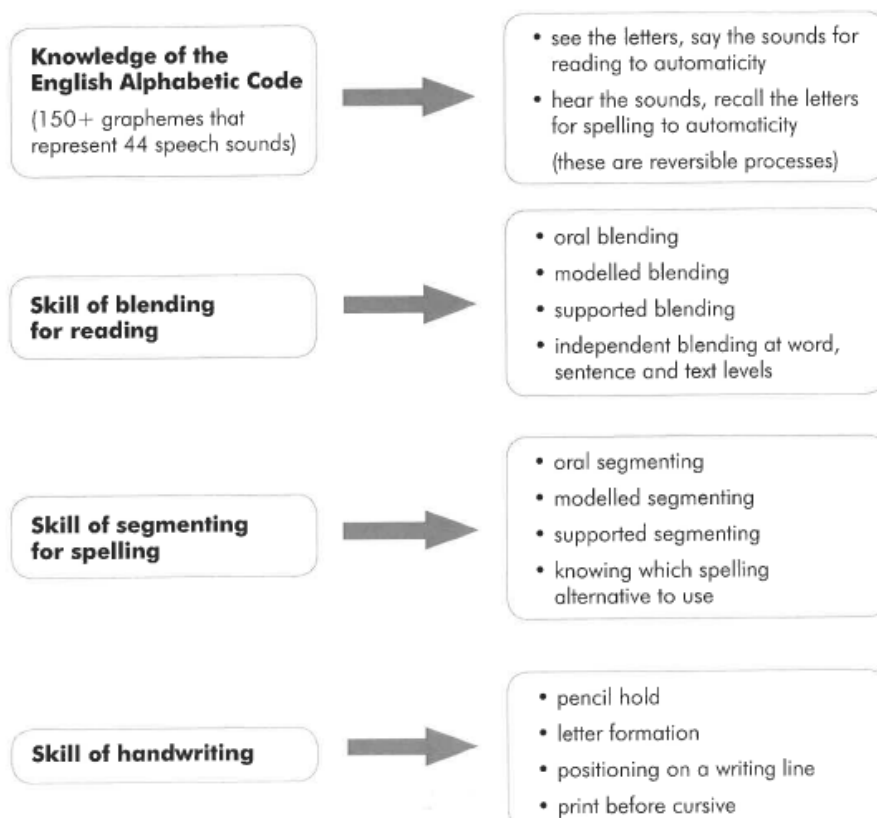 Knowledge of the
English Alphabetic Code
(150+ graphemes that
represent 44 speech sounds)
• see the letters, say the sounds for
reading to automaticity
• hear the sounds, recall the letters
for spelling to automaticity
(these are reversible processes)
Skill of blending
for reading
• oral blending
• modelled blending
• supported blending
• independent blending at word,
sentence and text levels
Skill of segmenting
for spelling
• oral segmenting
• modelled segmenting
• supported segmenting
• knowing which spelling
alternative to use
Skill of handwriting
• pencil hold
• letter formation
• positioning on a writing line
• print before cursive